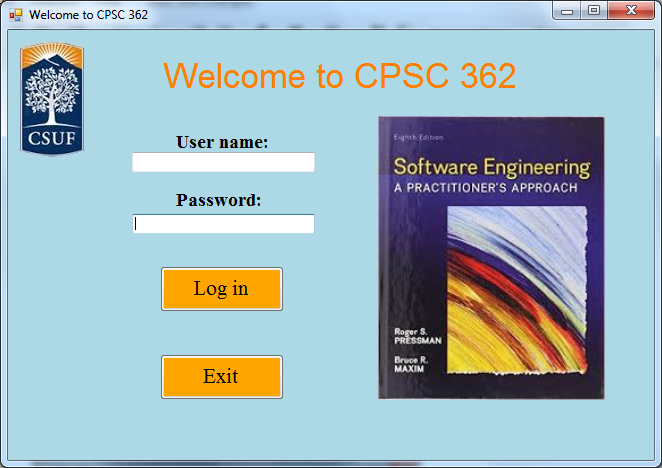 Welcome to CPSC 362
Welcome to CPSC 362
CSUF
User name:
Password:
Log in
Exit
Eighth Edition
Software Engineering
A PRACTITIONER'S APPROACH
Roger S.
PRESSMAN
Bruce R.
MAXIM